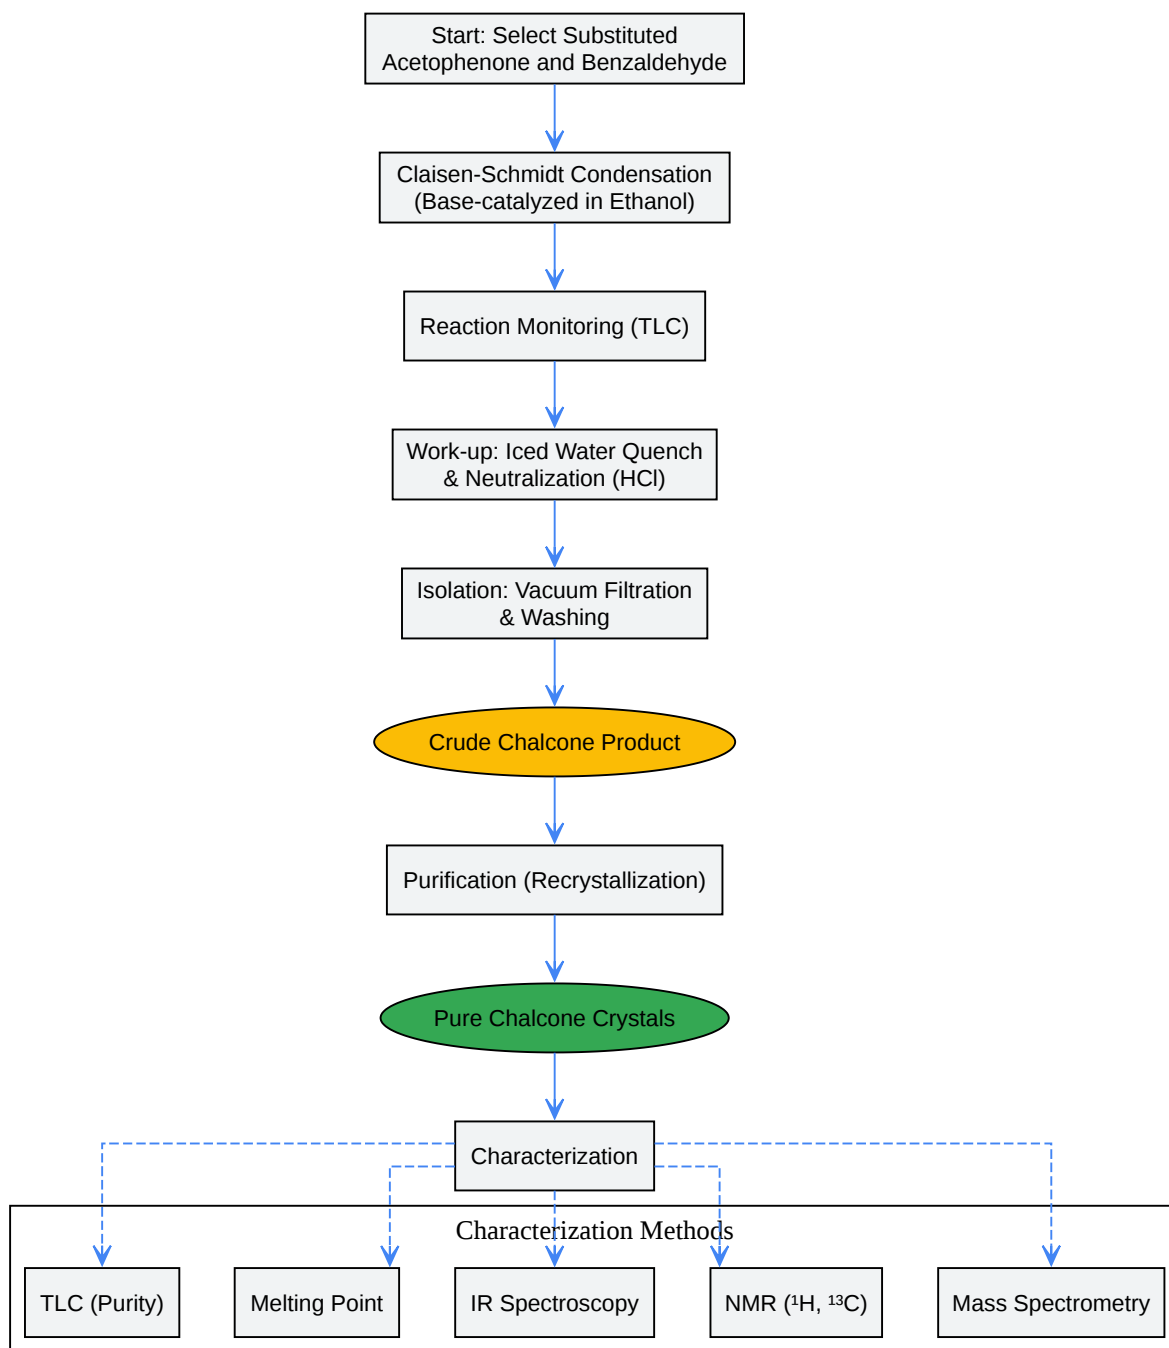 Start: Select Substituted
Acetophenone and Benzaldehyde
Claisen-Schmidt Condensation
(Base-catalyzed in Ethanol)
Reaction Monitoring (TLC)
Work-up: Iced Water Quench
& Neutralization (HCl)
Isolation: Vacuum Filtration
& Washing
Crude Chalcone Product
Purification (Recrystallization)
Pure Chalcone Crystals
Characterization
Characterization Methods
TLC (Purity)
Melting Point
IR Spectroscopy
NMR (¹H, ¹³C)
Mass Spectrometry